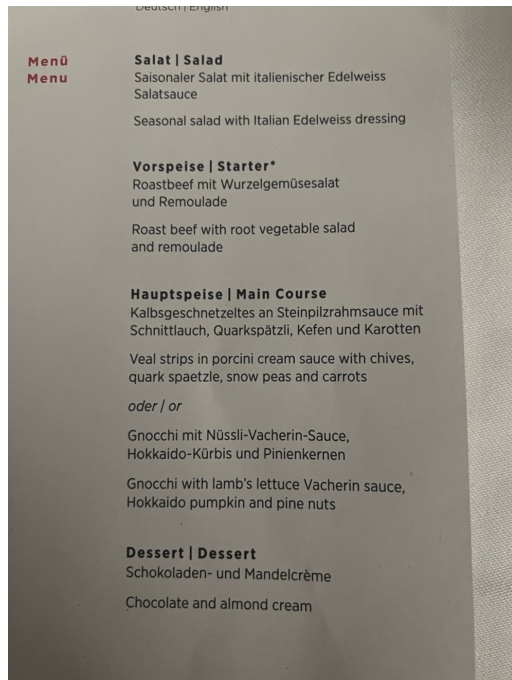 Deutsch | English
Menü
Menu
Salat | Salad
Saisonaler Salat mit italienischer Edelweiss
Salatsauce
Seasonal salad with Italian Edelweiss dressing
Vorspeise | Starter*
Roastbeef mit Wurzelgemüsesalat
und Remoulade
Roast beef with root vegetable salad
and remoulade
Hauptspeise | Main Course
Kalbsgeschnetzeltes an Steinpilzrahmsauce mit
Schnittlauch, Quarkspätzli, Kefen und Karotten
Veal strips in porcini cream sauce with chives,
quark spaetzle, snow peas and carrots
oder / or
Gnocchi mit Nüssli-Vacherin-Sauce,
Hokkaido-Kürbis und Pinienkernen
Gnocchi with lamb's lettuce Vacherin sauce,
Hokkaido pumpkin and pine nuts
Dessert | Dessert
Schokoladen- und Mandelcrème
Chocolate and almond cream